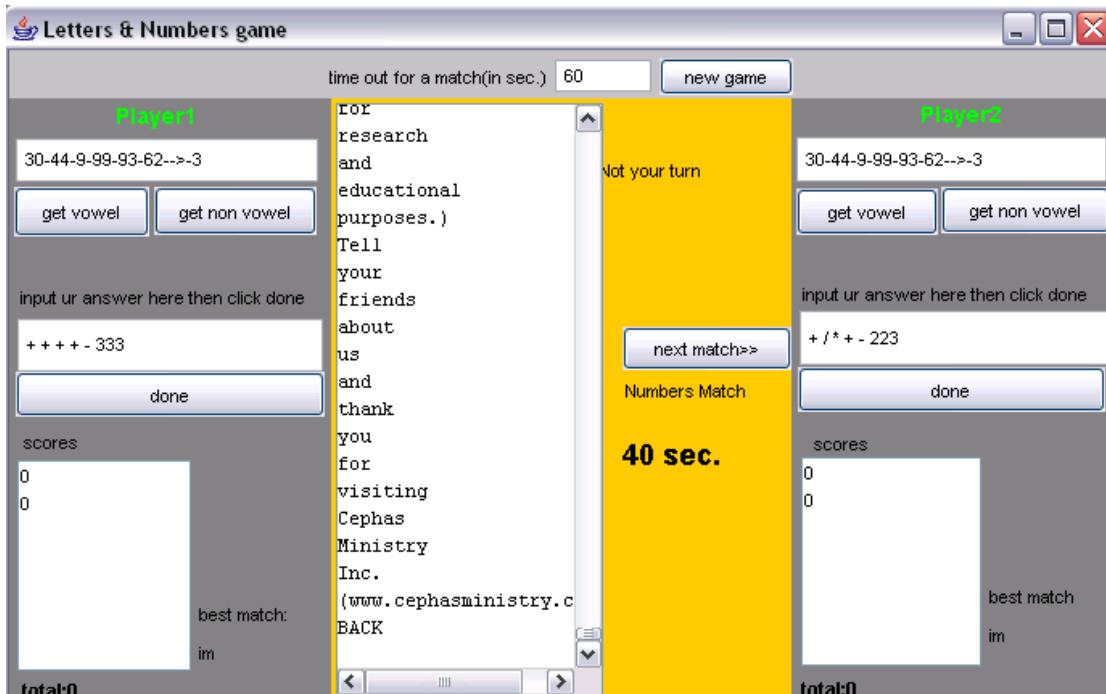 Letters & Numbers game
time out for a match(in sec.) 60 new game
Player1
30-44-9-99-93-62-->-3
get vowel get non vowel
input ur answer here then click done
+ + + + - 333
done
scores
0
0
best match:
im
total:0
for
research
and
educational
purposes.)
Tell
your
friends
about
us
and
thank
you
for
visiting
Cephas
Ministry
Inc.
(www.cephasministry.c
BACK
Not your turn
next match>>
Numbers Match
40 sec.
Player2
30-44-9-99-93-62-->-3
get vowel get non vowel
input ur answer here then click done
+ / * + - 223
done
scores
0
0
best match
im
total:0